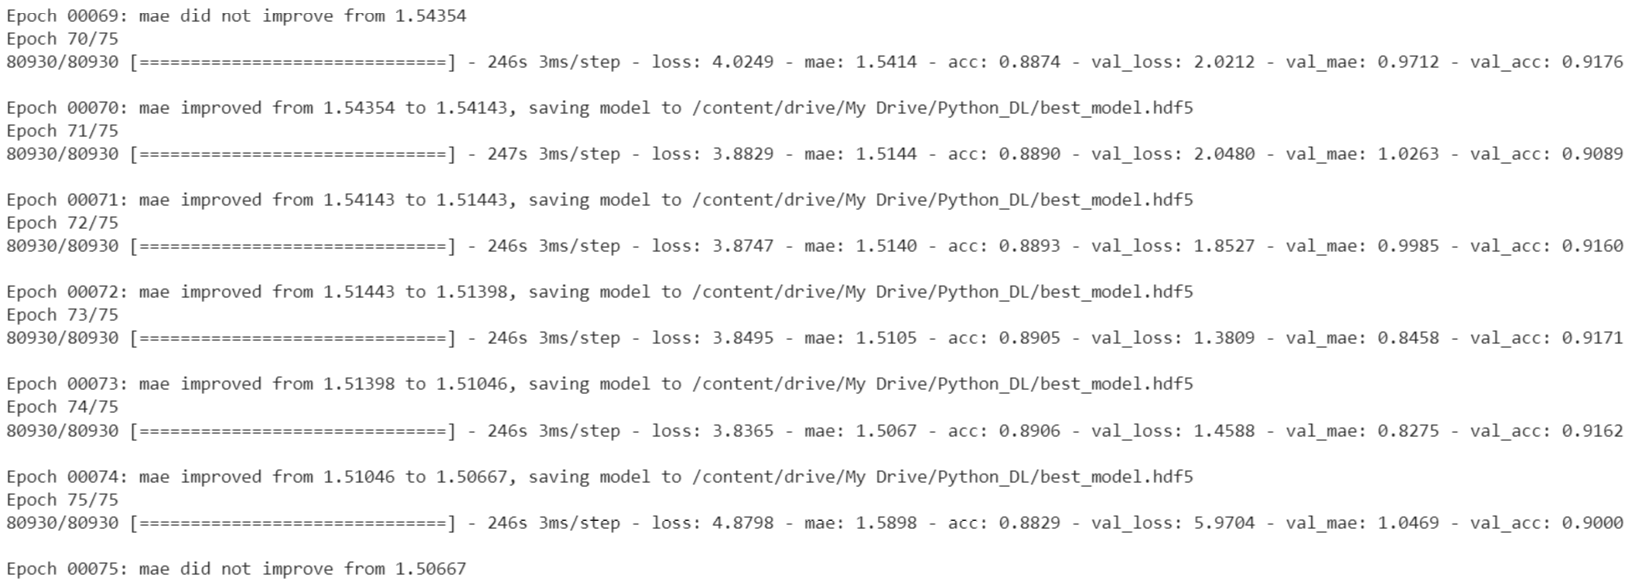 Epoch 00069: mae did not improve from 1.54354
Epoch 70/75
80930/80930 [==============================] - 246s 3ms/step - loss: 4.0249 - mae: 1.5414 - acc: 0.8874 - val_loss: 2.0212 - val_mae: 0.9712 - val_acc: 0.9176
Epoch 00070: mae improved from 1.54354 to 1.54143, saving model to /content/drive/My Drive/Python_DL/best_model.hdf5
Epoch 71/75
80930/80930 [==============================] - 247s 3ms/step - loss: 3.8829 - mae: 1.5144 - acc: 0.8890 - val_loss: 2.0480 - val_mae: 1.0263 - val_acc: 0.9089
Epoch 00071: mae improved from 1.54143 to 1.51443, saving model to /content/drive/My Drive/Python_DL/best_model.hdf5
Epoch 72/75
80930/80930 [==============================] - 246s 3ms/step - loss: 3.8747 - mae: 1.5140 - acc: 0.8893 - val_loss: 1.8527 - val_mae: 0.9985 - val_acc: 0.9160
Epoch 00072: mae improved from 1.51443 to 1.51398, saving model to /content/drive/My Drive/Python_DL/best_model.hdf5
Epoch 73/75
80930/80930 [==============================] - 246s 3ms/step - loss: 3.8495 - mae: 1.5105 - acc: 0.8905 - val_loss: 1.3809 - val_mae: 0.8458 - val_acc: 0.9171
Epoch 00073: mae improved from 1.51398 to 1.51046, saving model to /content/drive/My Drive/Python_DL/best_model.hdf5
Epoch 74/75
80930/80930 [==============================] - 246s 3ms/step - loss: 3.8365 - mae: 1.5067 - acc: 0.8906 - val_loss: 1.4588 - val_mae: 0.8275 - val_acc: 0.9162
Epoch 00074: mae improved from 1.51046 to 1.50667, saving model to /content/drive/My Drive/Python_DL/best_model.hdf5
Epoch 75/75
80930/80930 [==============================] - 246s 3ms/step - loss: 4.8798 - mae: 1.5898 - acc: 0.8829 - val_loss: 5.9704 - val_mae: 1.0469 - val_acc: 0.9000
Epoch 00075: mae did not improve from 1.50667